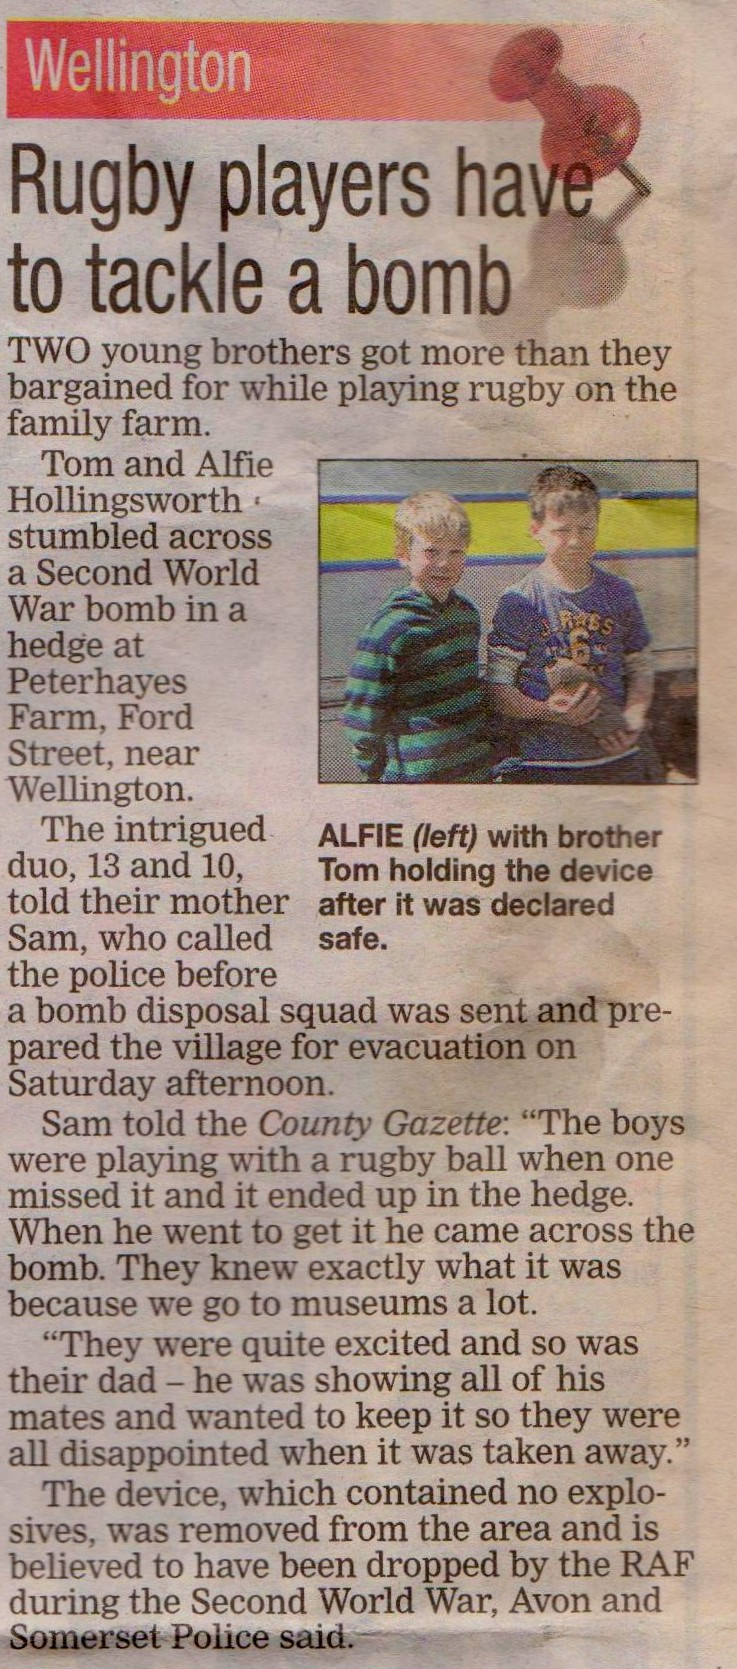 Wellington
Rugby players have
to tackle a bomb
TWO young brothers got more than they
bargained for while playing rugby on the
family farm.
Tom and Alfie
Hollingsworth
stumbled across
a Second World
War bomb in a
hedge at
Peterhayes
Farm, Ford
Street, near
Wellington.
The intrigued
duo, 13 and 10,
told their mother
Sam, who called
the police before
a bomb disposal squad was sent and pre-
pared the village for evacuation on
Saturday afternoon.
Sam told the County Gazette: “The boys
were playing with a rugby ball when one
missed it and it ended up in the hedge.
When he went to get it he came across the
bomb. They knew exactly what it was
because we go to museums a lot.
“They were quite excited and so was
their dad – he was showing all of his
mates and wanted to keep it so they were
all disappointed when it was taken away.”
The device, which contained no explo-
sives, was removed from the area and is
believed to have been dropped by the RAF
during the Second World War, Avon and
Somerset Police said.
6
ALFIE (left) with brother
Tom holding the device
after it was declared
safe.